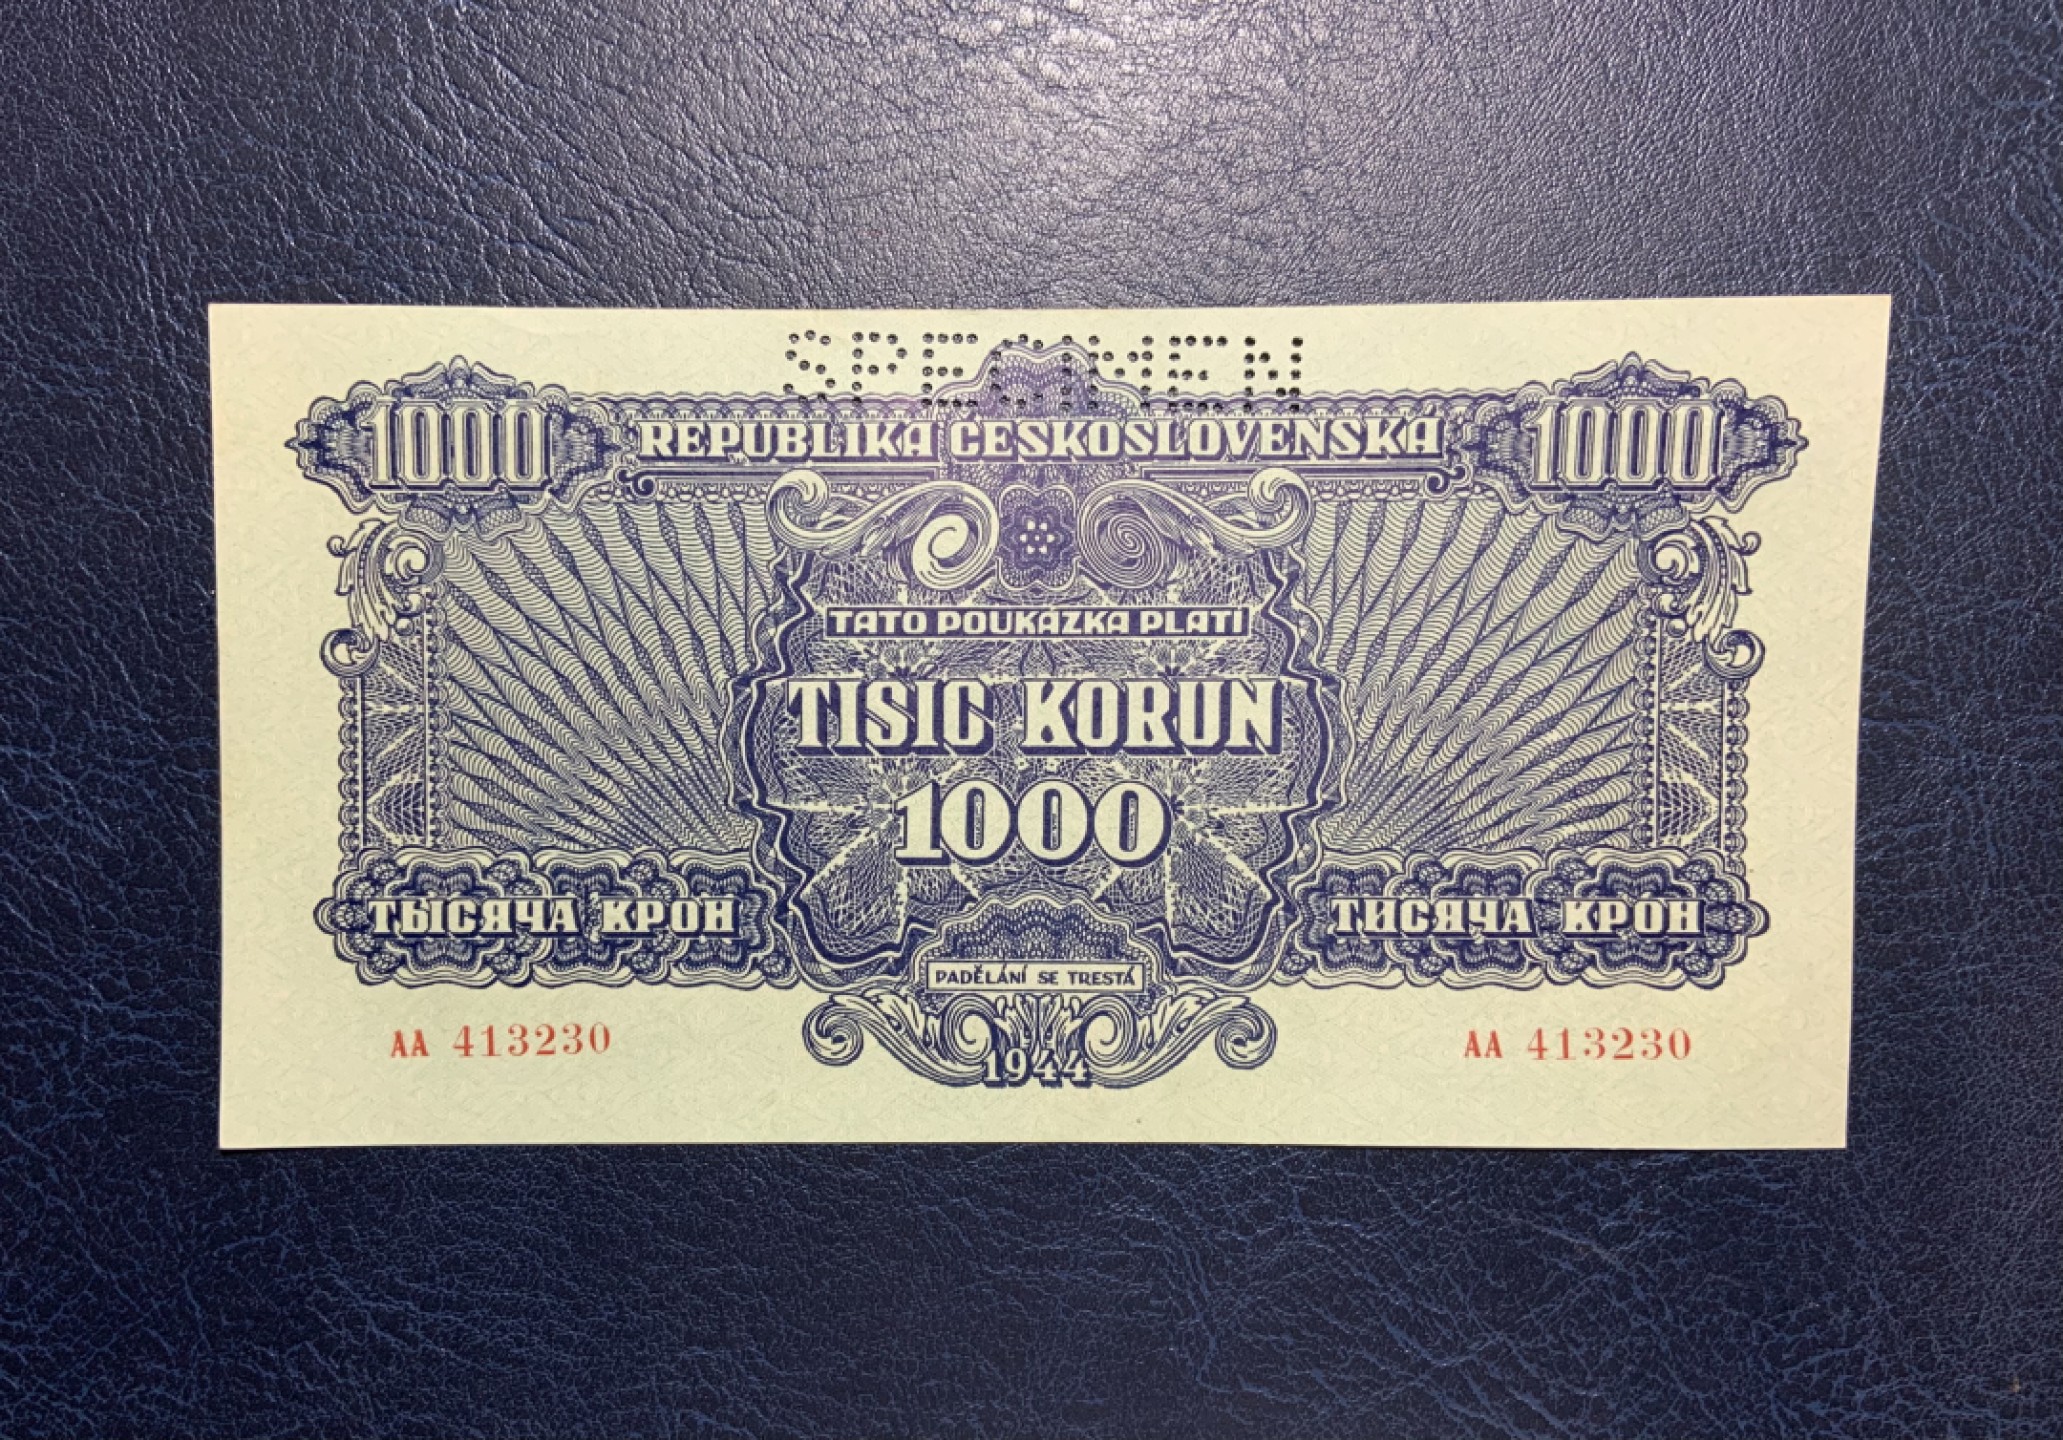 SPECIMEN
1000 REPUBLIKA ČESKOSLOVENSKÁ 1000
TATO POUKÁZKA PLATÍ
TISIC KORUN
1000
ТЫСЯЧА КРОН ТИСЯЧА КРОН
PADĚLÁNÍ SE TRESTÁ
AA 413230 AA 413230
1944